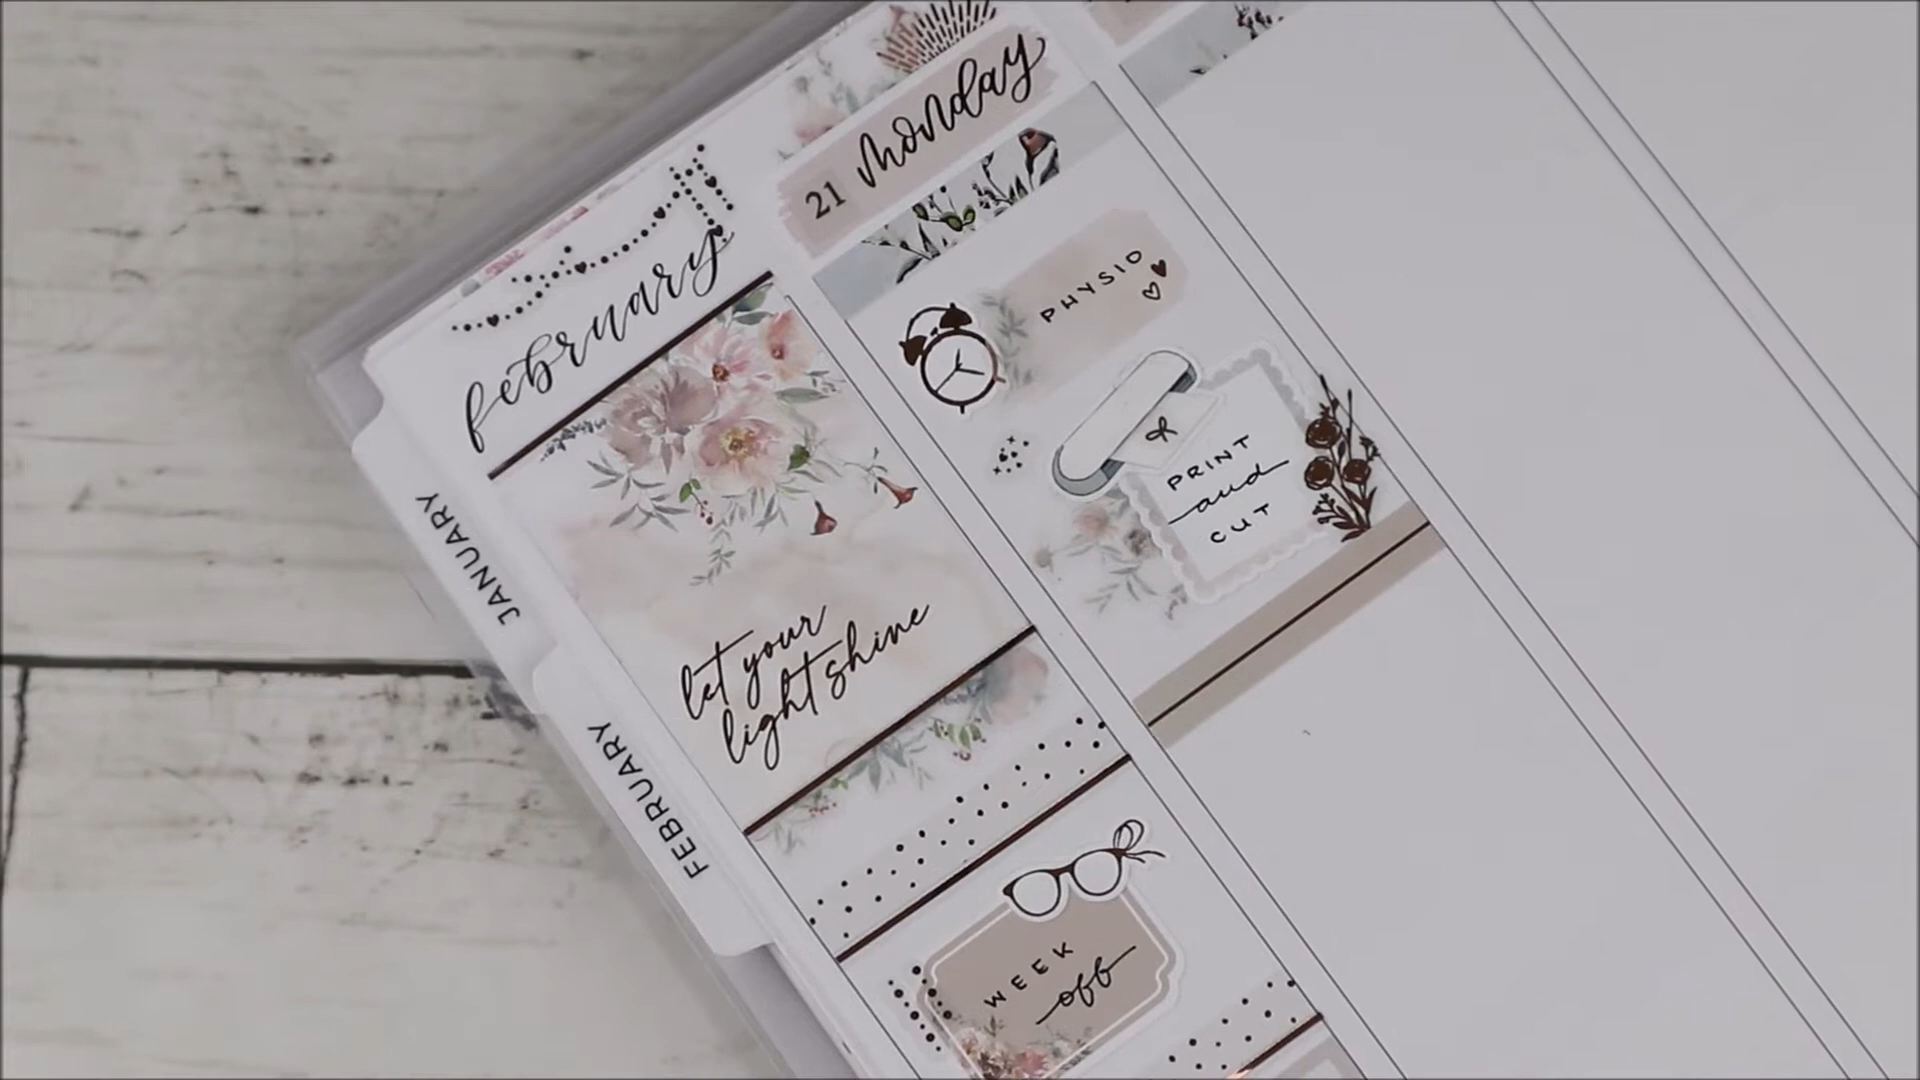 february
JANUARY
FEBRUARY
let your
light shine
21 monday
PHYSIO
PRINT
and
CUT
WEEK
off